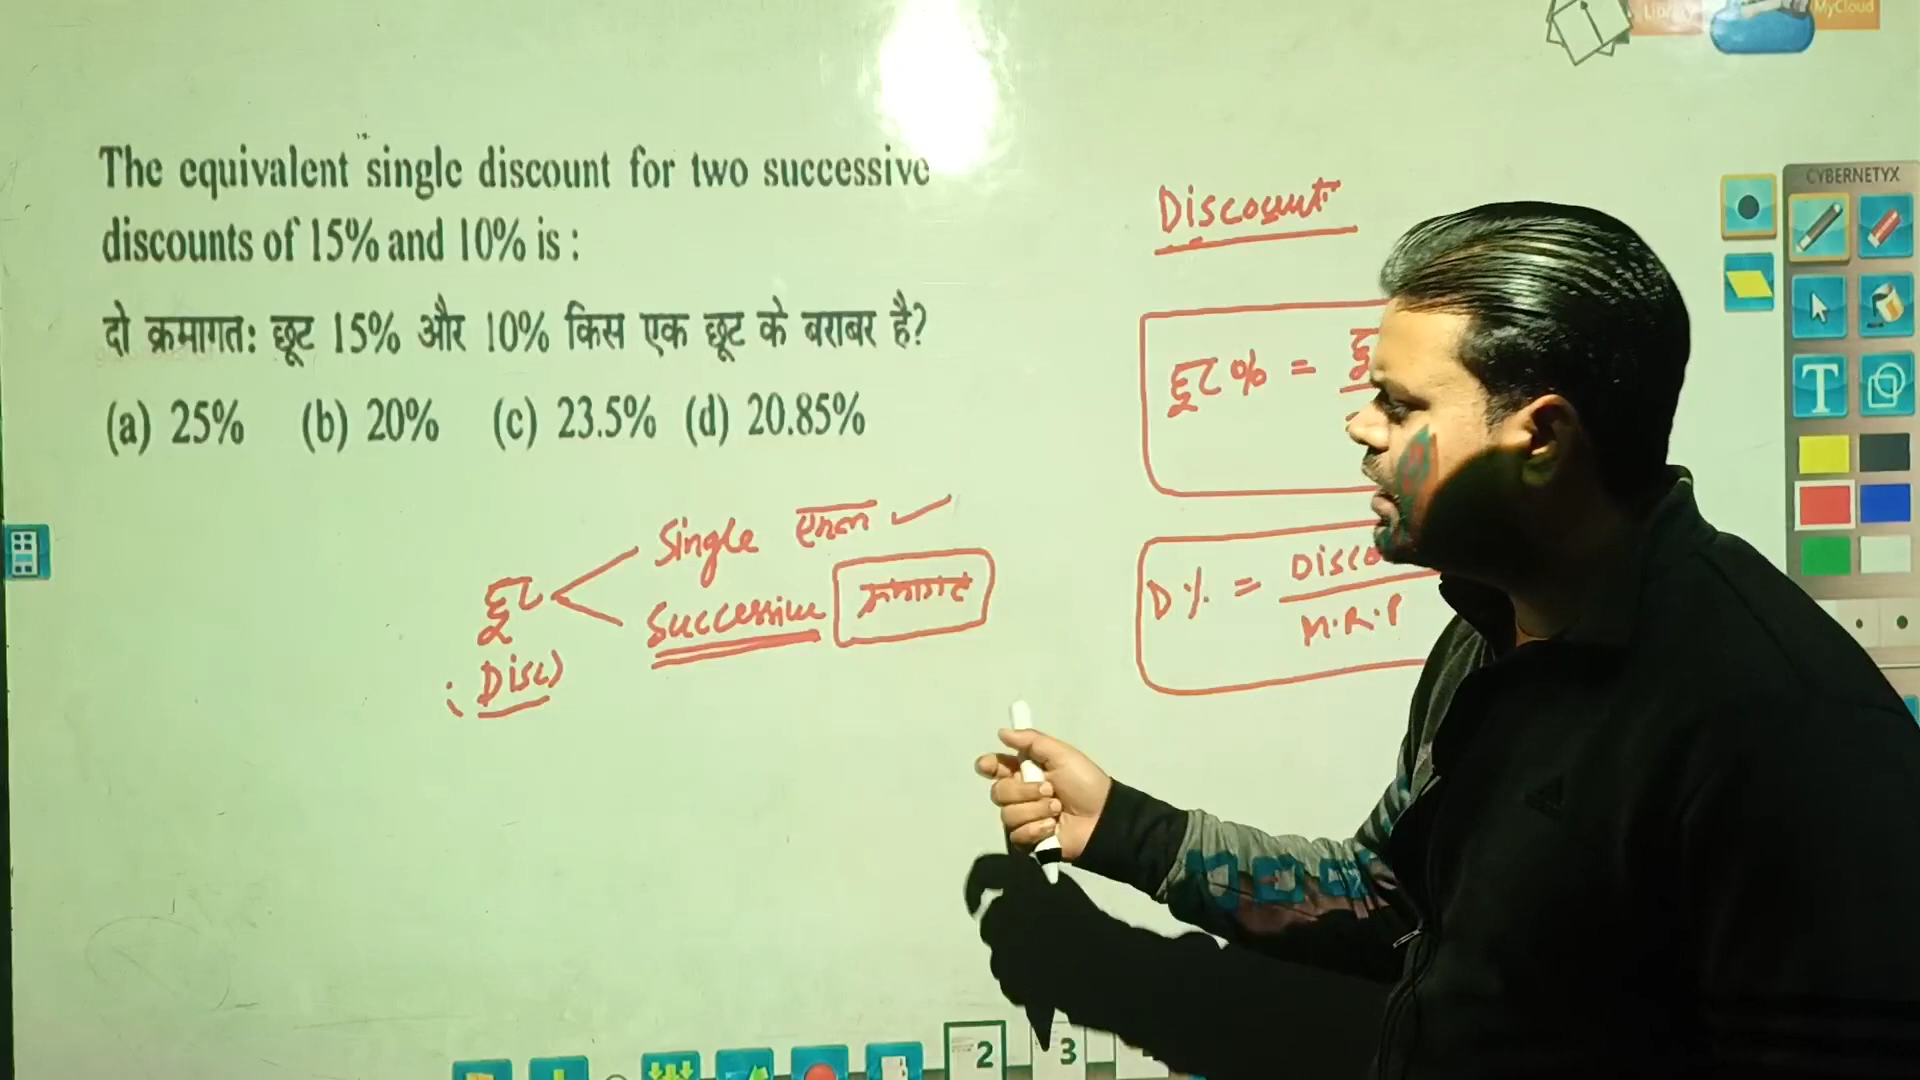 Library
MyCloud
The equivalent single discount for two successive
discounts of 15% and 10% is :
दो क्रमागत: छूट 15% और 10% किस एक छूट के बराबर है?
(a) 25% (b) 20% (c) 23.5% (d) 20.85%
Discount
छूट % =
D% = Disco
M.R.P
Single एकल ✓
छूट
Successive क्रमागत
(Disc)
CYBERNETYX
T
2
3